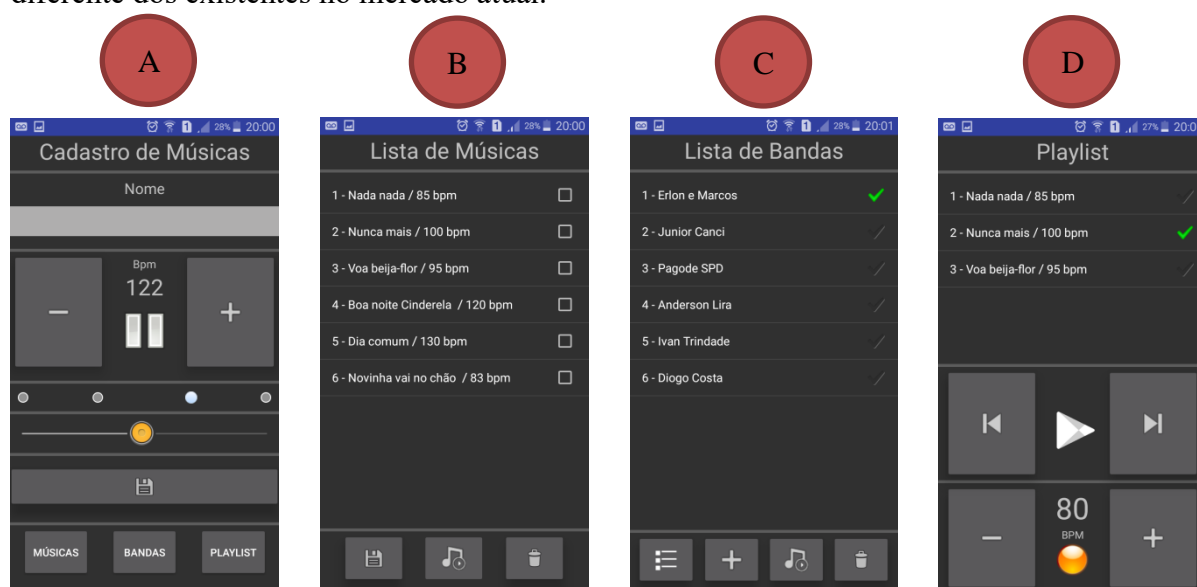 diferente dos existentes no mercado atual.
A
B
C
D
28% 20:00
Cadastro de Músicas
Nome
Bpm
122
MÚSICAS
BANDAS
PLAYLIST
28% 20:00
Lista de Músicas
1 - Nada nada / 85 bpm
2 - Nunca mais / 100 bpm
3 - Voa beija-flor / 95 bpm
4 - Boa noite Cinderela / 120 bpm
5 - Dia comum / 130 bpm
6 - Novinha vai no chão / 83 bpm
28% 20:01
Lista de Bandas
1 - Erlon e Marcos
2 - Junior Canci
3 - Pagode SPD
4 - Anderson Lira
5 - Ivan Trindade
6 - Diogo Costa
27%
Playlist
1 - Nada nada / 85 bpm
2 - Nunca mais / 100 bpm
3 - Voa beija-flor / 95 bpm
80
BPM